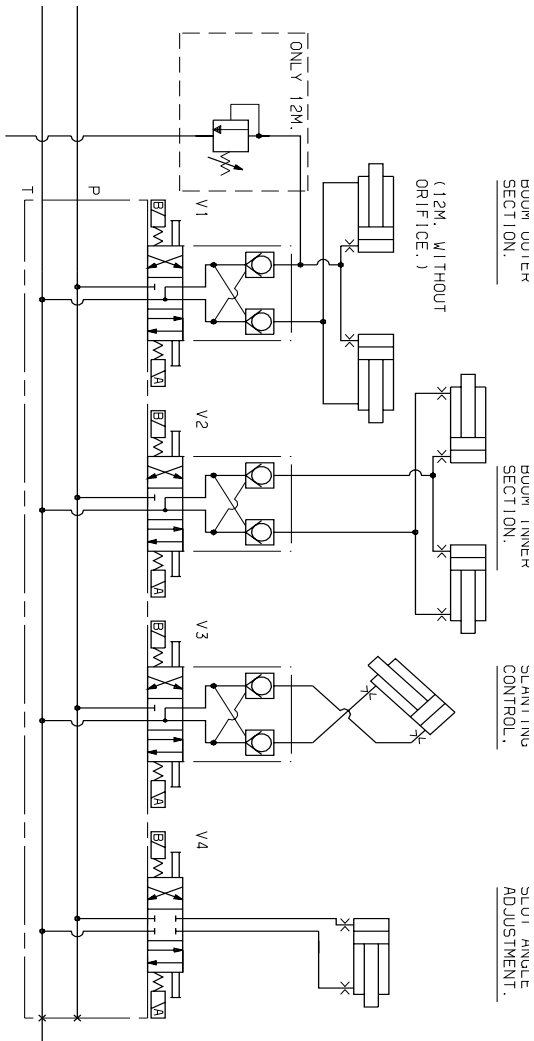 BOOM OUTER
SECTION.
BOOM INNER
SECTION.
SLANTING
CONTROL.
SLOT ANGLE
ADJUSTMENT.
(12M. WITHOUT
ORIFICE.)
ONLY 12M.
V1
V2
V3
V4
B
A
B
A
B
A
B
A
P
T